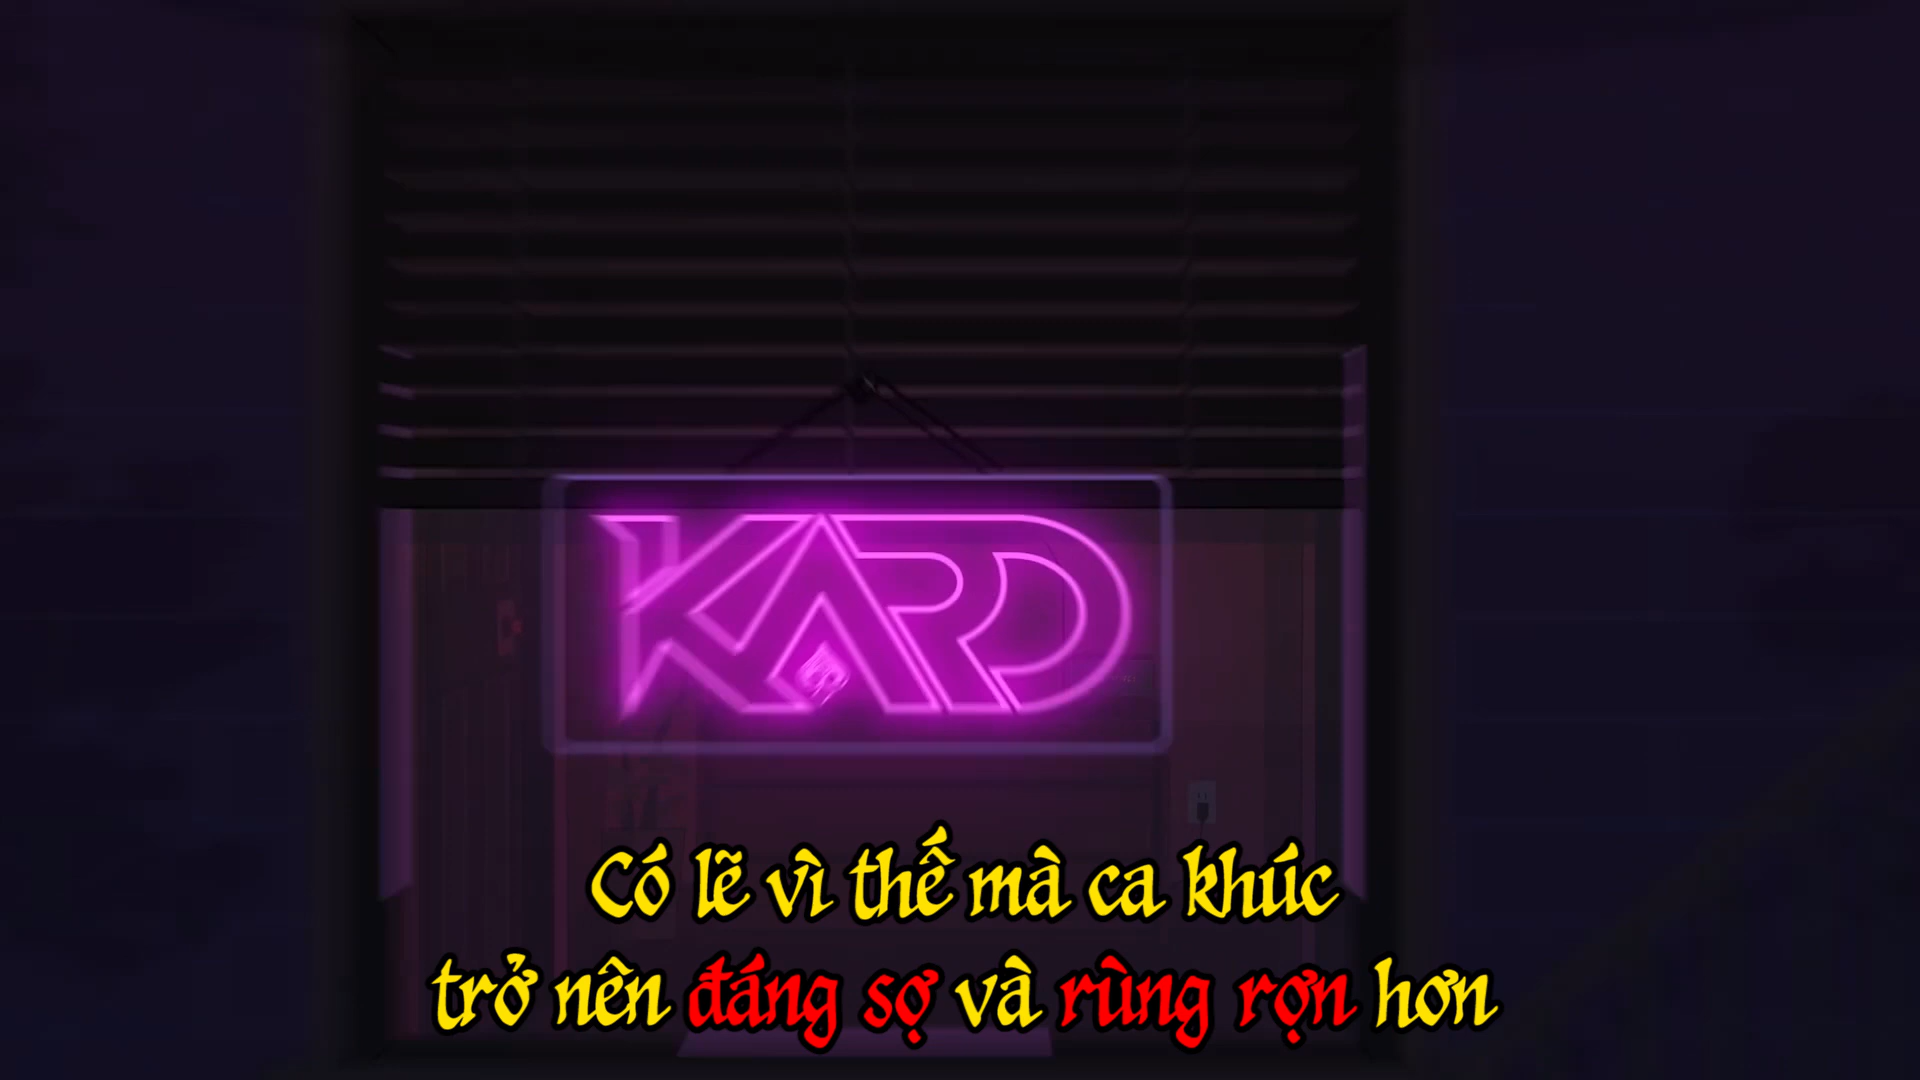 KARD
Có lẽ vì thế mà ca khúc
trở nên đáng sợ và rùng rợn hơn